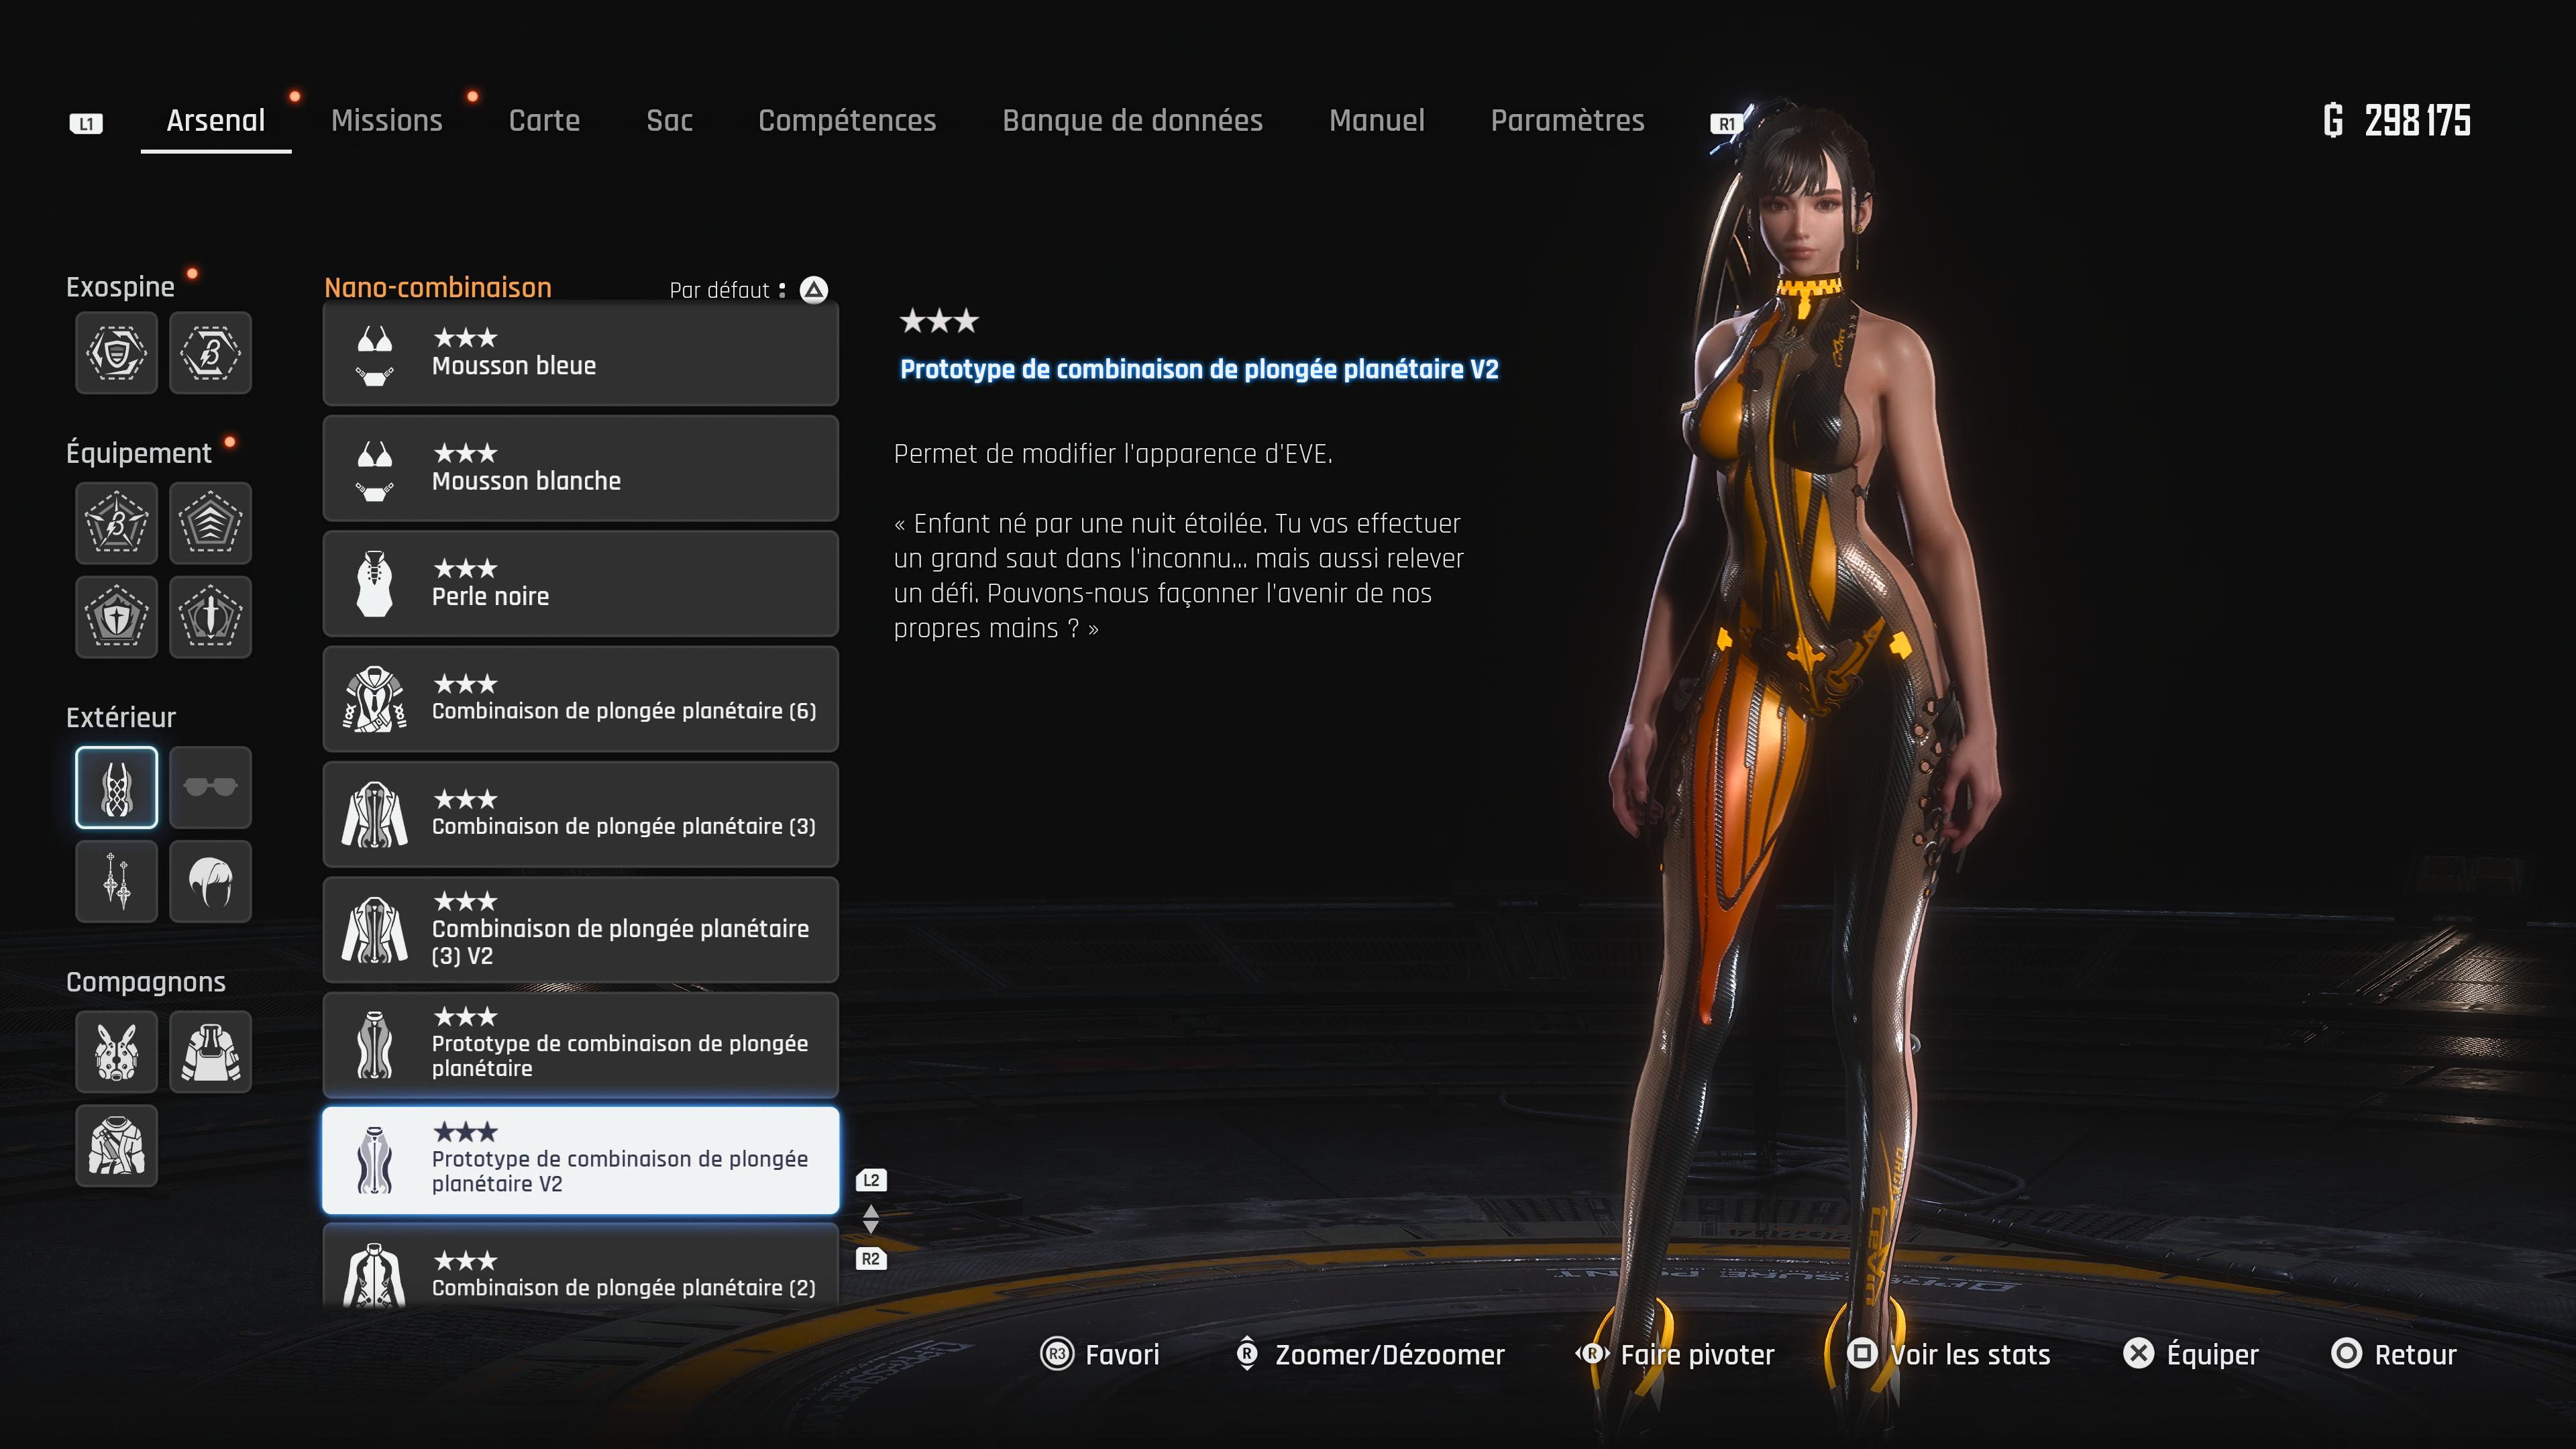 L1 Arsenal Missions Carte Sac Compétences Banque de données Manuel Paramètres R1 298 175
Exospine
Équipement
Extérieur
Compagnons
Nano-combinaison Par défaut :
Mousson bleue
Mousson blanche
Perle noire
Combinaison de plongée planétaire (6)
Combinaison de plongée planétaire (3)
Combinaison de plongée planétaire
(3) V2
Prototype de combinaison de plongée
planétaire
Prototype de combinaison de plongée
planétaire V2
Combinaison de plongée planétaire (2)
L2
R2
★★★
Prototype de combinaison de plongée planétaire V2
Permet de modifier l'apparence d'EVE.
« Enfant né par une nuit étoilée. Tu vas effectuer
un grand saut dans l'inconnu... mais aussi relever
un défi. Pouvons-nous façonner l'avenir de nos
propres mains ? »
R3 Favori R Zoomer/Dézoomer R Faire pivoter Voir les stats Équiper Retour